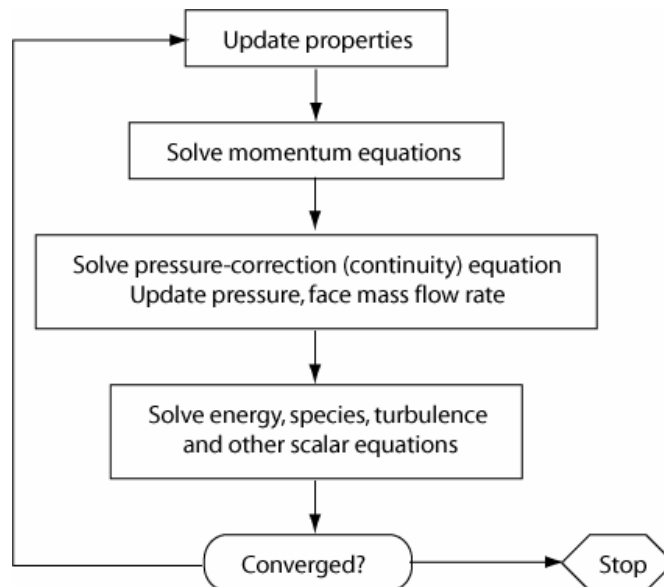 Update properties
Solve momentum equations
Solve pressure-correction (continuity) equation
Update pressure, face mass flow rate
Solve energy, species, turbulence
and other scalar equations
Converged?
Stop